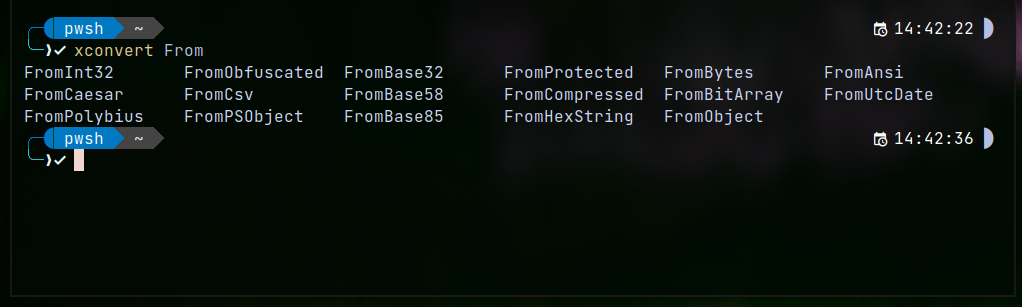 pwsh ~ 14:42:22
xconvert From
FromInt32 FromObfuscated FromBase32 FromProtected FromBytes FromAnsi
FromCaesar FromCsv FromBase58 FromCompressed FromBitArray FromUtcDate
FromPolybius FromPSObject FromBase85 FromHexString FromObject
pwsh ~ 14:42:36